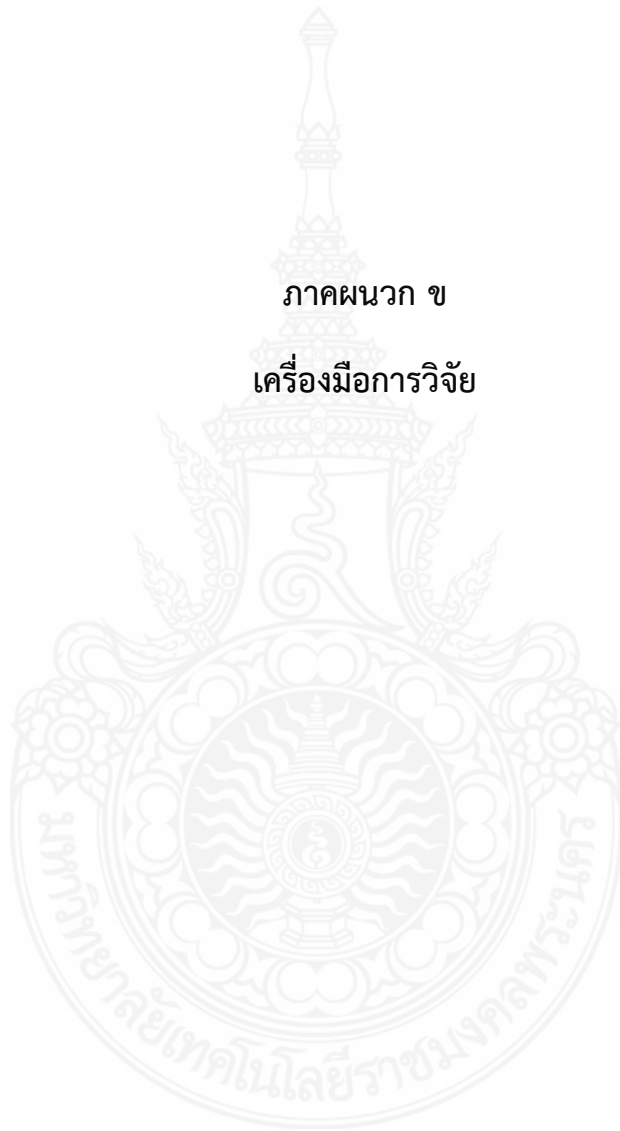 ภาคผนวก ข
เครื่องมือการวิจัย
มหาวิทยาลัยเทคโนโลยีราชมงคลพระนคร